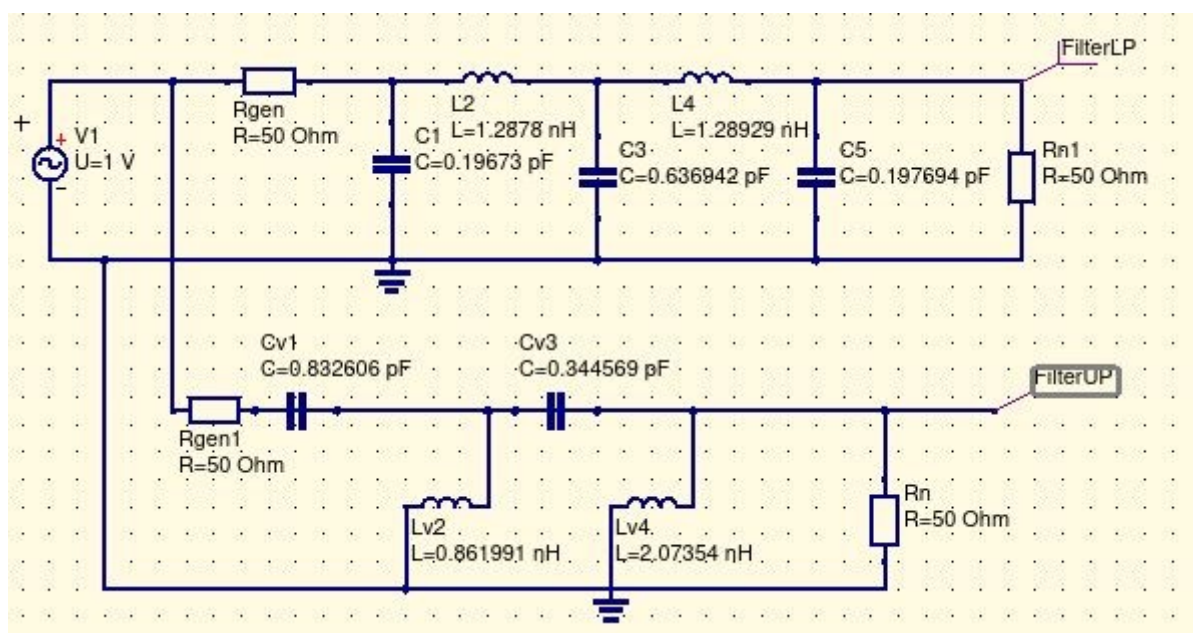 FilterLP
+
V1
U=1 V
+
-
Rgen
R=50 Ohm
C1
C=0.19673 pF
L2
L=1.2878 nH
C3
C=0.636942 pF
L4
L=1.28929 nH
C5
C=0.197694 pF
Rn1
R=50 Ohm
Cv1
C=0.832606 pF
Cv3
C=0.344569 pF
FilterUP
Rgen1
R=50 Ohm
Lv2
L=0.861991 nH
Lv4
L=2.07354 nH
Rn
R=50 Ohm